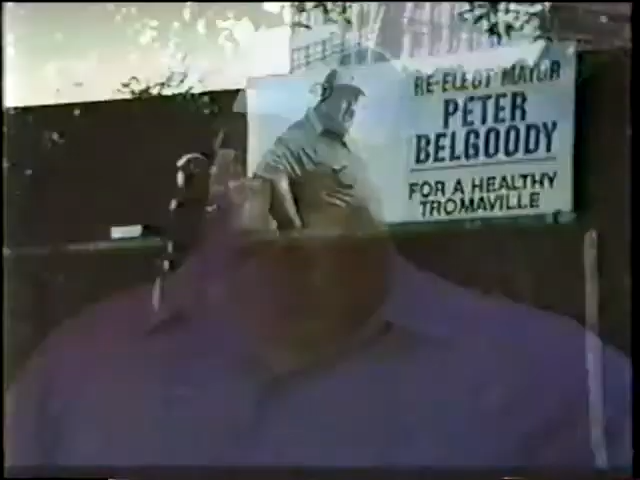 RE-ELECT MAYOR
PETER
BELGOODY
FOR A HEALTHY
TROMAVILLE